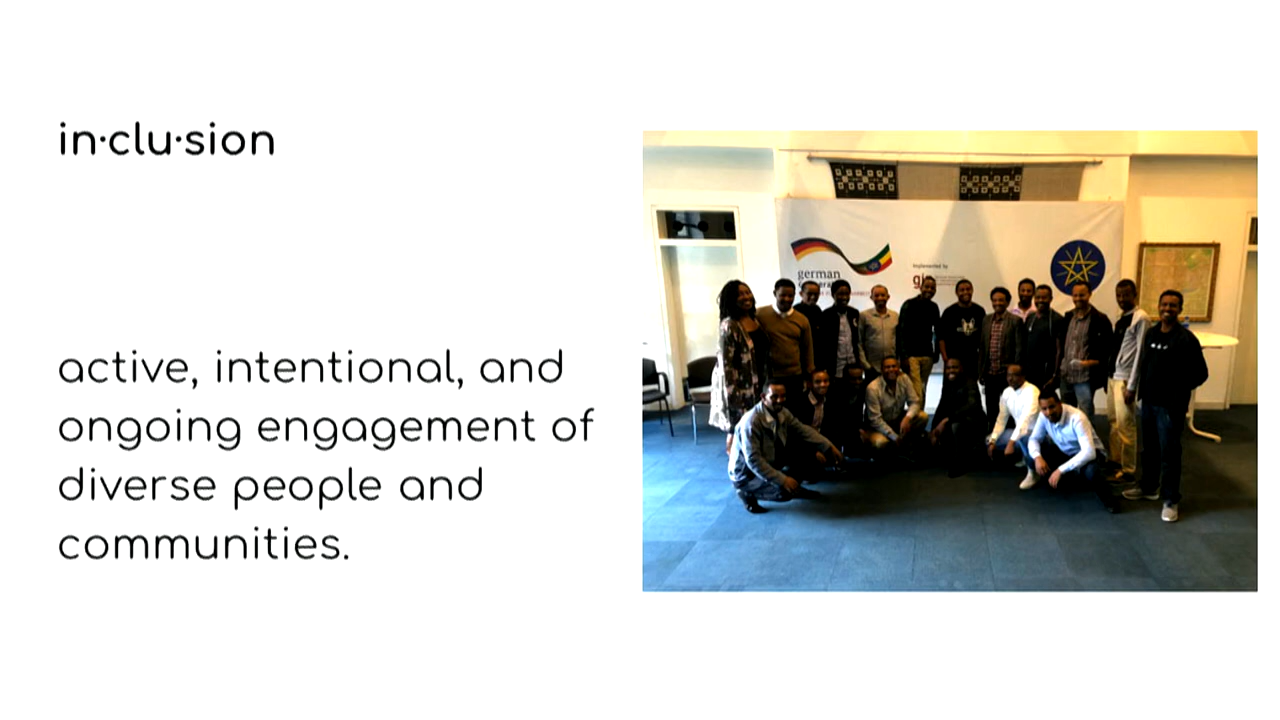 in·clu·sion
active, intentional, and
ongoing engagement of
diverse people and
communities.
german
implemented by